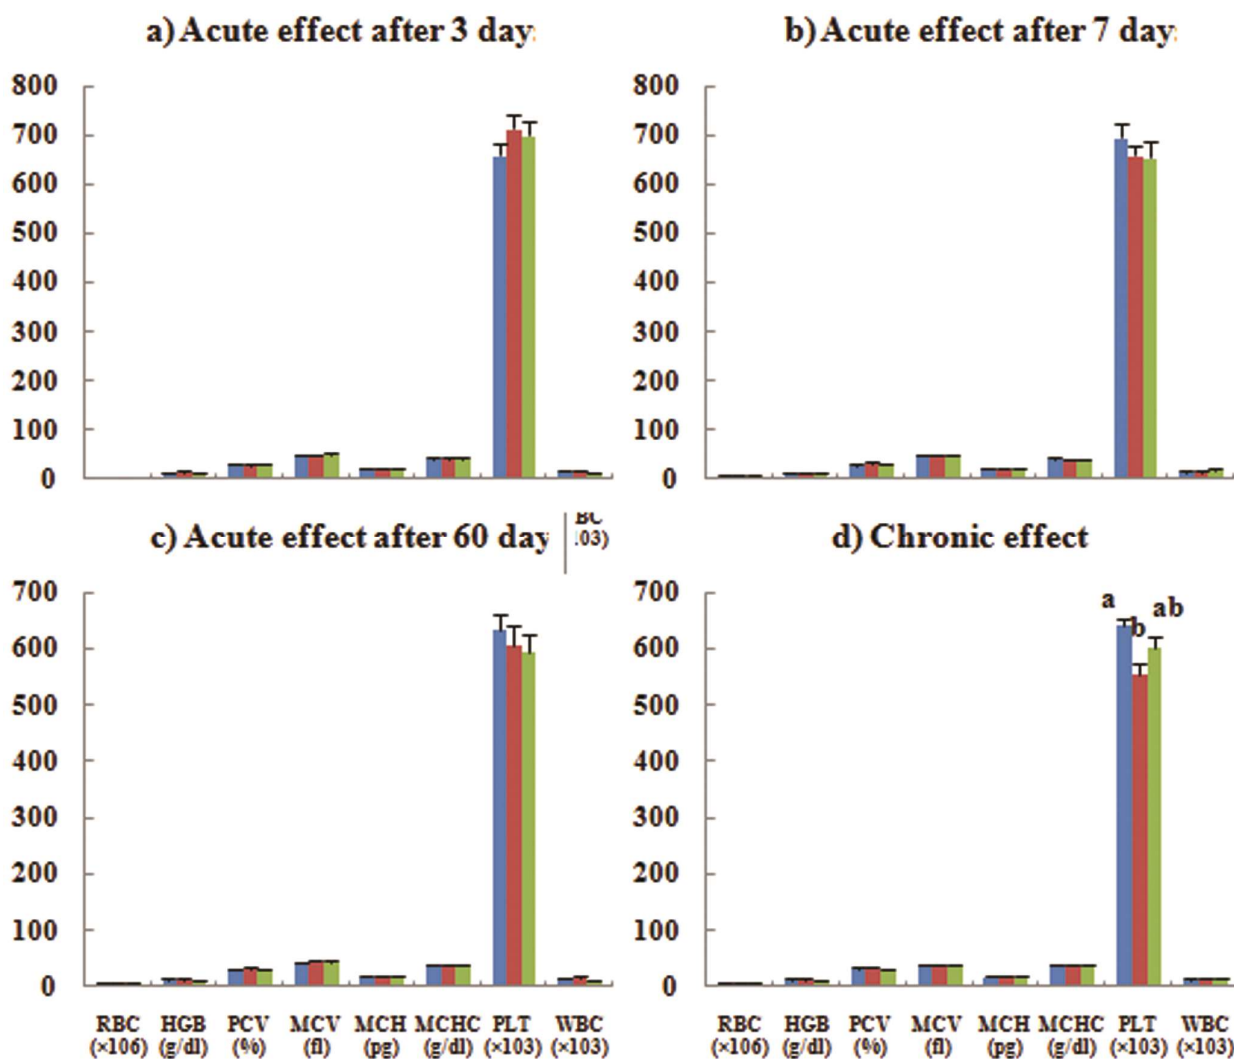 a) Acute effect after 3 day
b) Acute effect after 7 day
800
700
600
500
400
300
200
100
0
800
700
600
500
400
300
200
100
0
c) Acute effect after 60 day
BC
103)
d) Chronic effect
700
600
500
400
300
200
100
0
700
600
500
400
300
200
100
0
a
b
ab
RBC HGB PCV MCV MCH MCHC PLT WBC
(×106) (g/dl) (%) (fl) (pg) (g/dl) (×103) (×103)
RBC HGB PCV MCV MCH MCHC PLT WBC
(×106) (g/dl) (%) (fl) (pg) (g/dl) (×103) (×103)